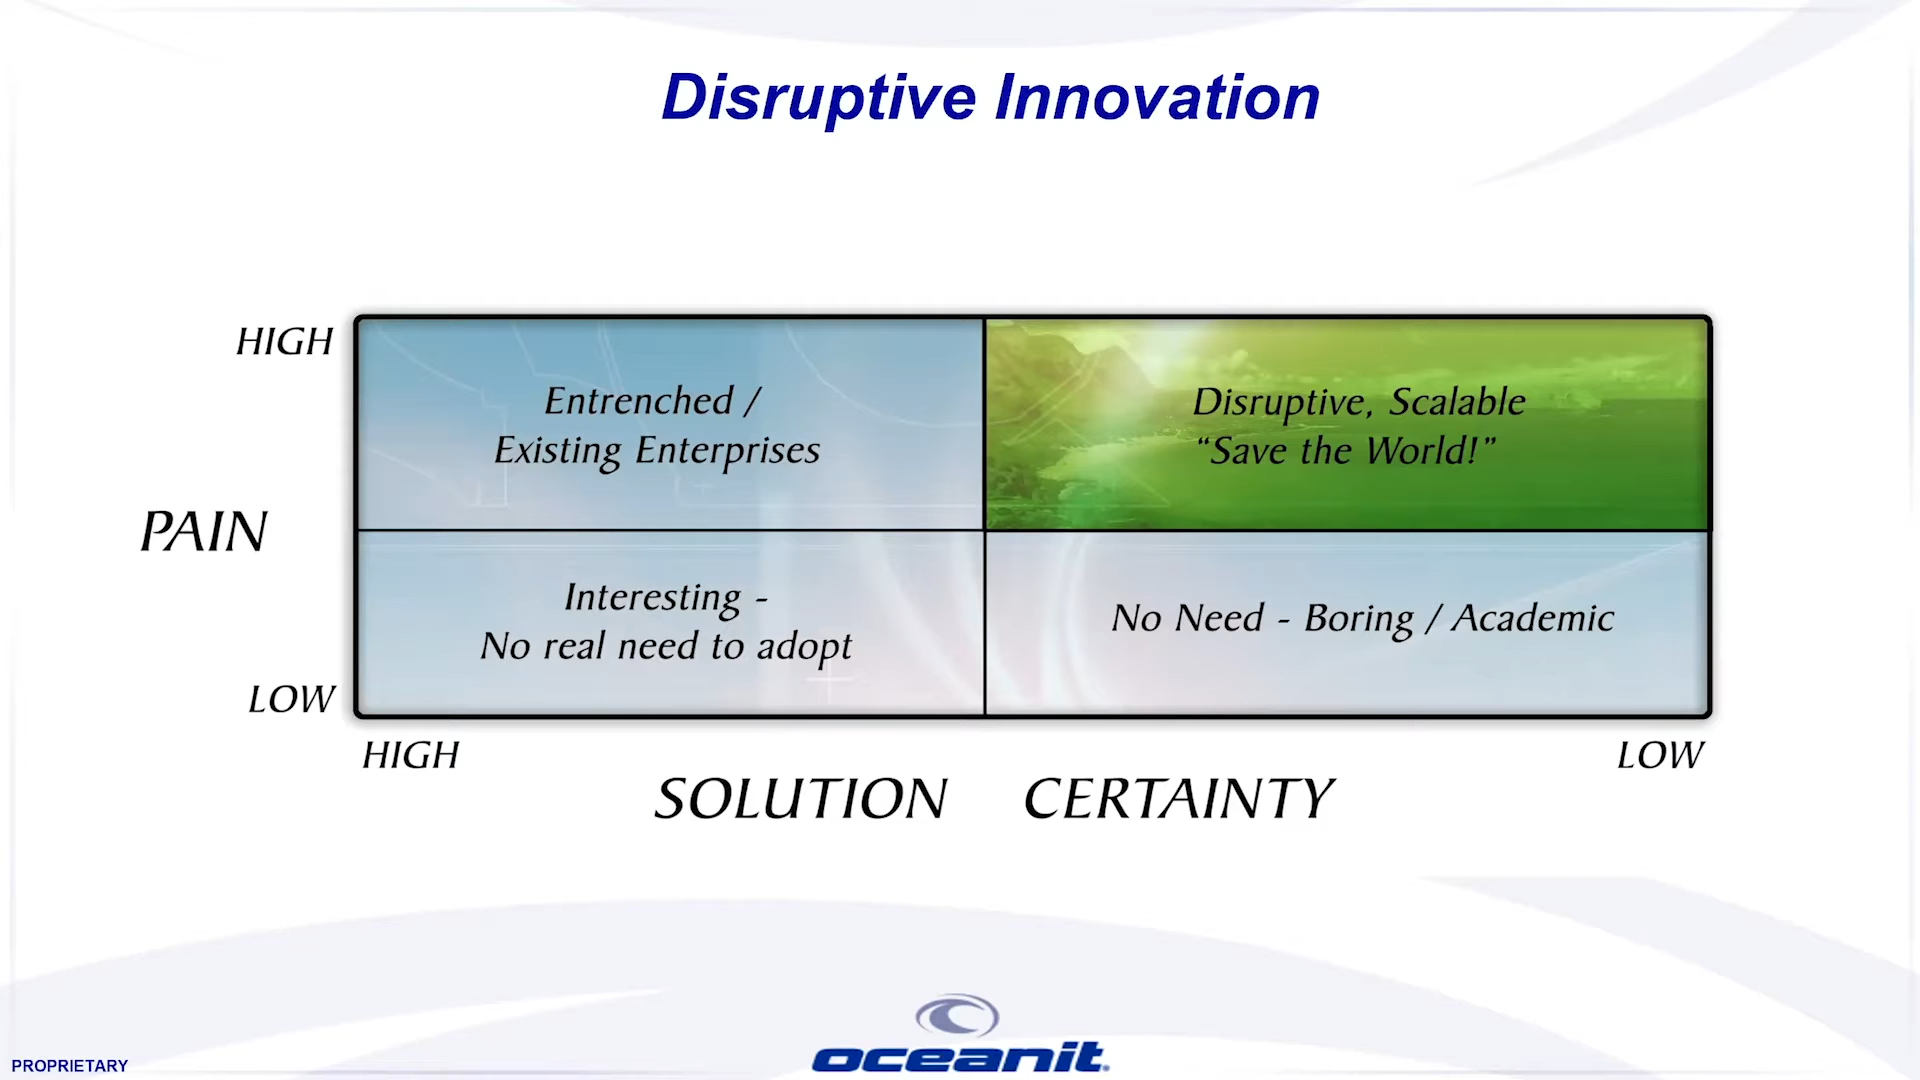 Disruptive Innovation
HIGH
Entrenched /
Existing Enterprises
Disruptive, Scalable
“Save the World!”
PAIN
Interesting -
No real need to adopt
No Need - Boring / Academic
LOW
HIGH
LOW
SOLUTION CERTAINTY
oceanit.
PROPRIETARY